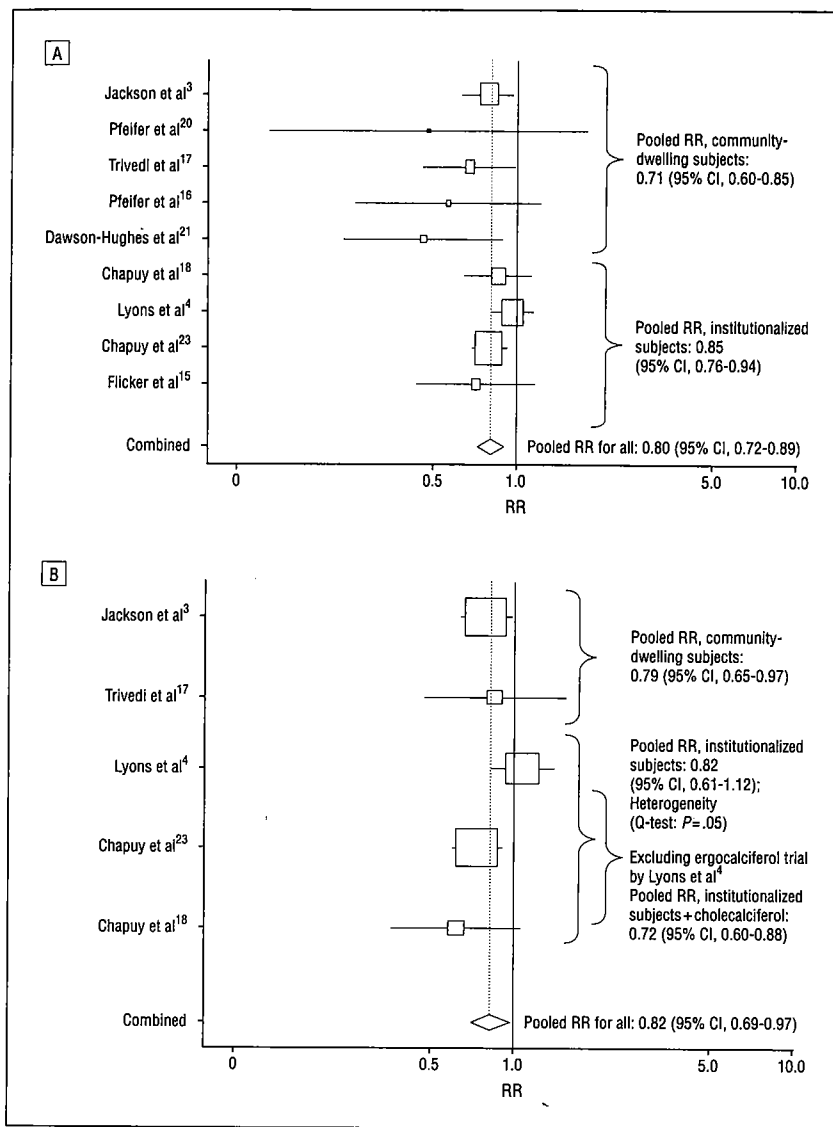 A
Jackson et al3
Pfeifer et al20
Trivedi et al17
Pfeifer et al16
Dawson-Hughes et al21
Chapuy et al18
Lyons et al4
Chapuy et al23
Flicker et al15
Combined
Pooled RR, community-
dwelling subjects:
0.71 (95% CI, 0.60-0.85)
Pooled RR, institutionalized
subjects: 0.85
(95% CI, 0.76-0.94)
Pooled RR for all: 0.80 (95% CI, 0.72-0.89)
0 0.5 1.0 5.0 10.0
RR
B
Jackson et al3
Trivedi et al17
Lyons et al4
Chapuy et al23
Chapuy et al18
Combined
Pooled RR, community-
dwelling subjects:
0.79 (95% CI, 0.65-0.97)
Pooled RR, institutionalized
subjects: 0.82
(95% CI, 0.61-1.12);
Heterogeneity
(Q-test: P=.05)
Excluding ergocalciferol trial
by Lyons et al4
Pooled RR, institutionalized
subjects+cholecalciferol:
0.72 (95% CI, 0.60-0.88)
Pooled RR for all: 0.82 (95% CI, 0.69-0.97)
0 0.5 1.0 5.0 10.0
RR